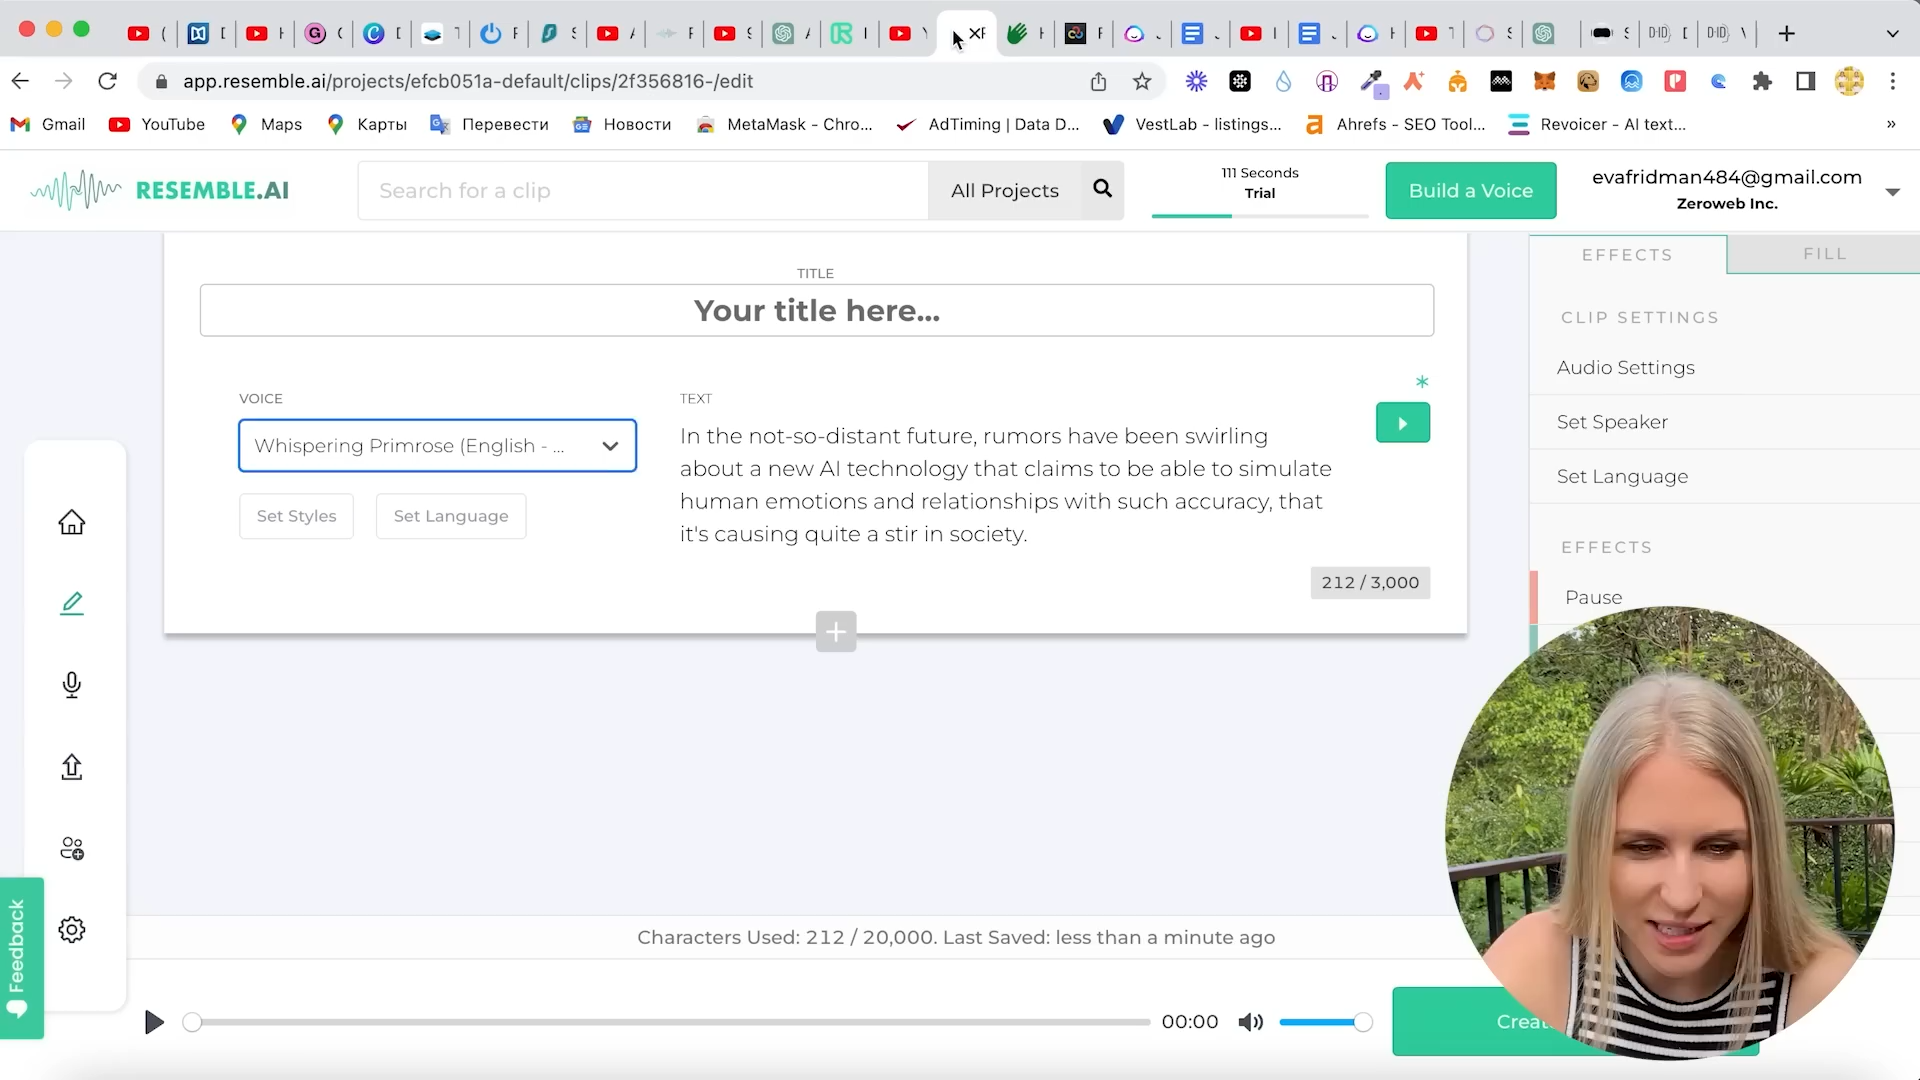 app.resemble.ai/projects/efcb051a-default/clips/2f356816-/edit
Gmail
YouTube
Maps
Карты
Перевести
Новости
MetaMask - Chro...
AdTiming | Data D...
VestLab - listings...
Ahrefs - SEO Tool...
Revoicer - AI text...
»
RESEMBLE.AI
Search for a clip
All Projects
111 Seconds
Trial
Build a Voice
evafridman484@gmail.com
Zeroweb Inc.
EFFECTS
FILL
TITLE
Your title here...
CLIP SETTINGS
Audio Settings
Set Speaker
Set Language
VOICE
Whispering Primrose (English - ...
Set Styles
Set Language
TEXT
In the not-so-distant future, rumors have been swirling
about a new AI technology that claims to be able to simulate
human emotions and relationships with such accuracy, that
it's causing quite a stir in society.
212 / 3,000
EFFECTS
Pause
Feedback
Characters Used: 212 / 20,000. Last Saved: less than a minute ago
00:00